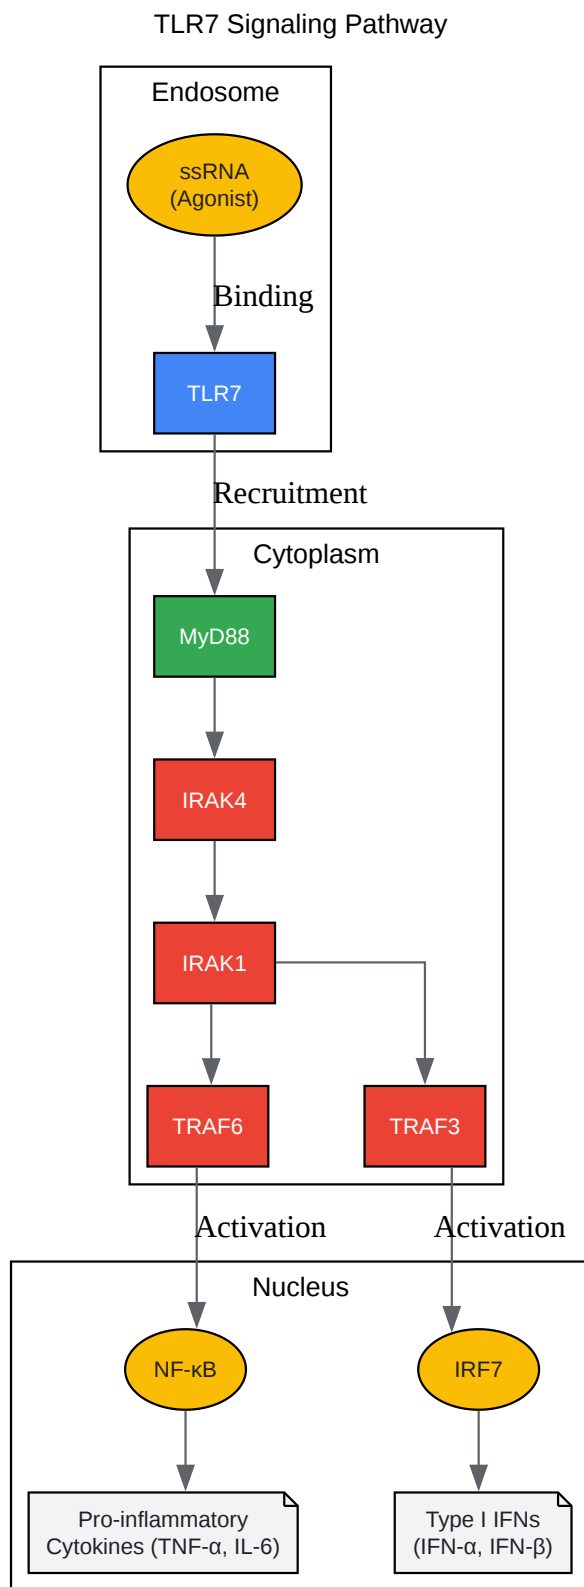 TLR7 Signaling Pathway
Endosome
ssRNA
(Agonist)
Binding
TLR7
Recruitment
Cytoplasm
MyD88
IRAK4
IRAK1
TRAF6
TRAF3
Activation
Activation
Nucleus
NF-κB
IRF7
Pro-inflammatory
Cytokines (TNF-α, IL-6)
Type I IFNs
(IFN-α, IFN-β)